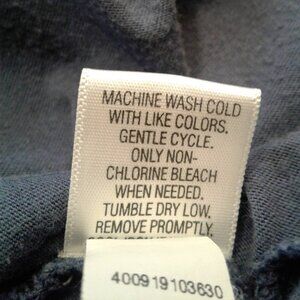 MACHINE WASH COLD
WITH LIKE COLORS.
GENTLE CYCLE.
ONLY NON-
CHLORINE BLEACH
WHEN NEEDED.
TUMBLE DRY LOW.
REMOVE PROMPTLY.
400919103630